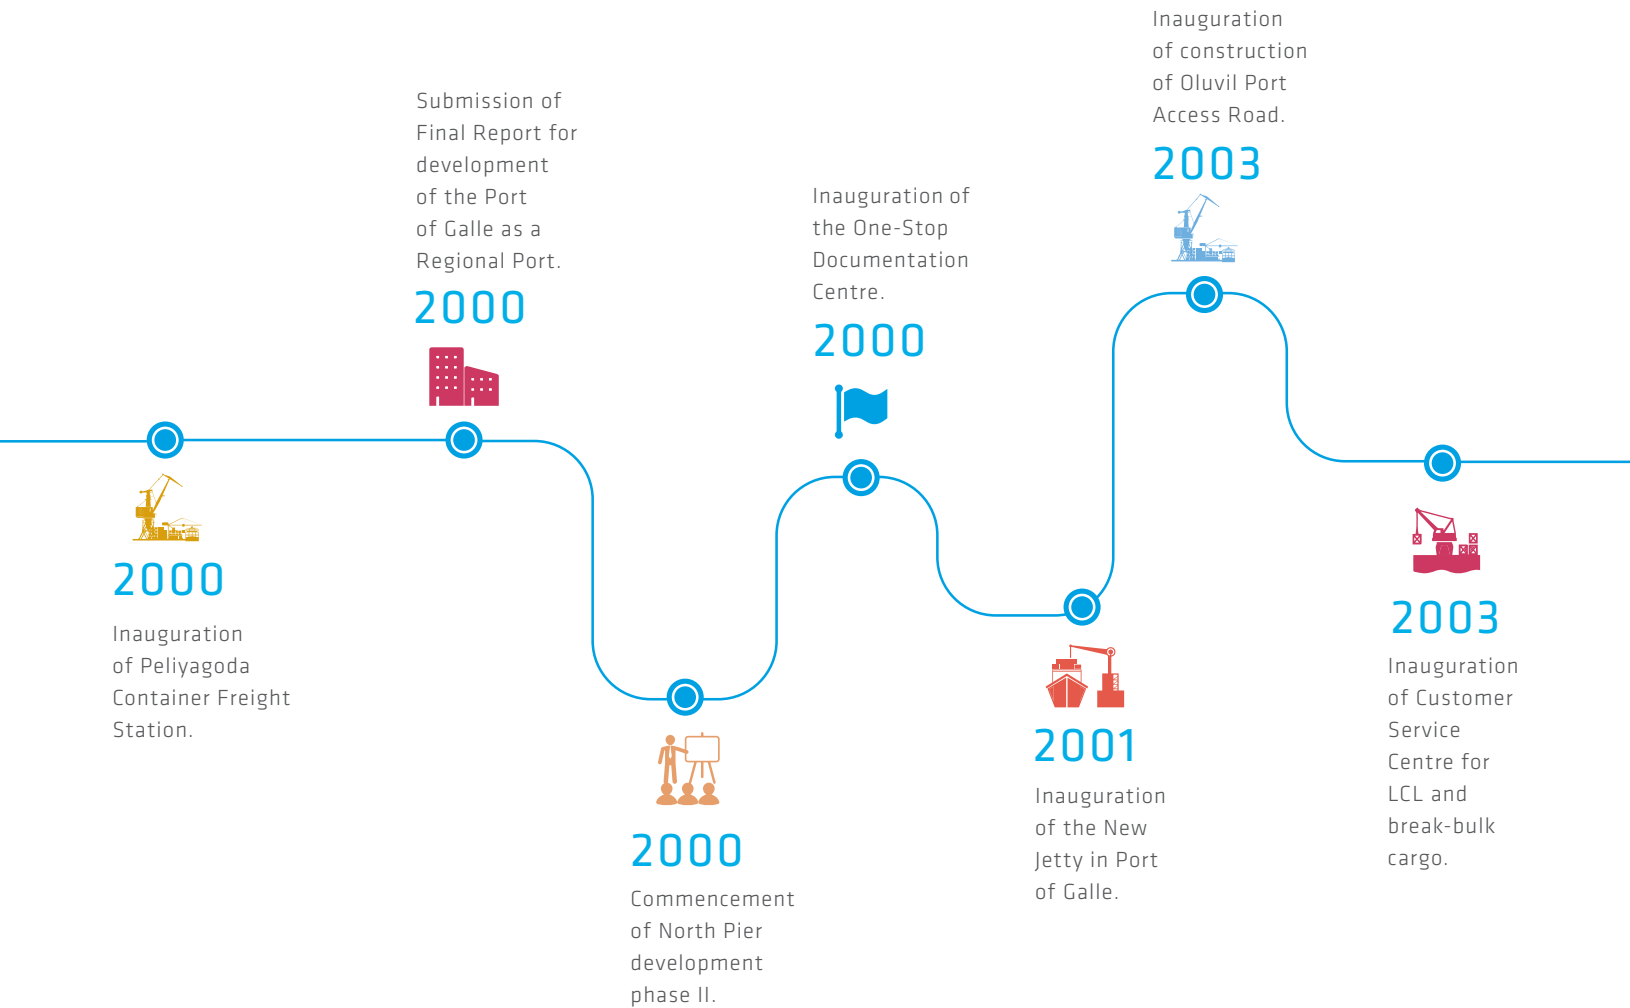 2000
Inauguration
of Peliyagoda
Container Freight
Station.
Submission of
Final Report for
development
of the Port
of Galle as a
Regional Port.
2000
2000
Commencement
of North Pier
development
phase II.
Inauguration of
the One-Stop
Documentation
Centre.
2000
2001
Inauguration
of the New
Jetty in Port
of Galle.
Inauguration
of construction
of Oluvil Port
Access Road.
2003
2003
Inauguration
of Customer
Service
Centre for
LCL and
break-bulk
cargo.